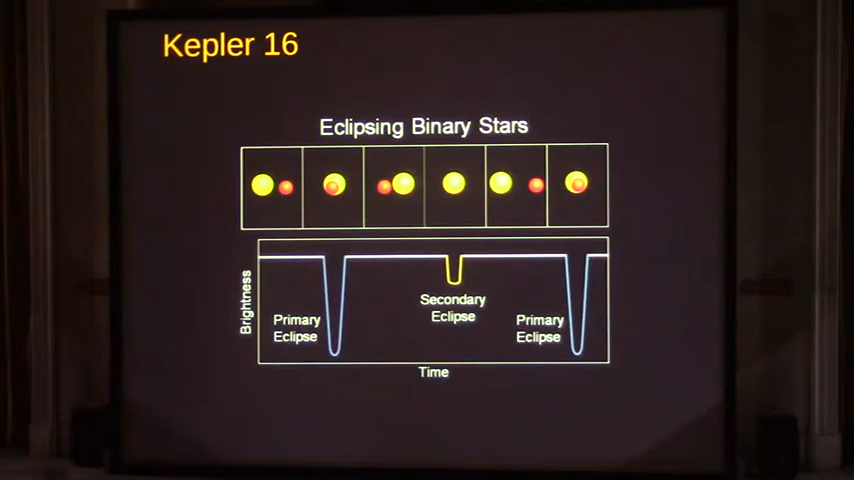 Kepler 16
Eclipsing Binary Stars
Brightness
Primary
Eclipse
Secondary
Eclipse
Primary
Eclipse
Time